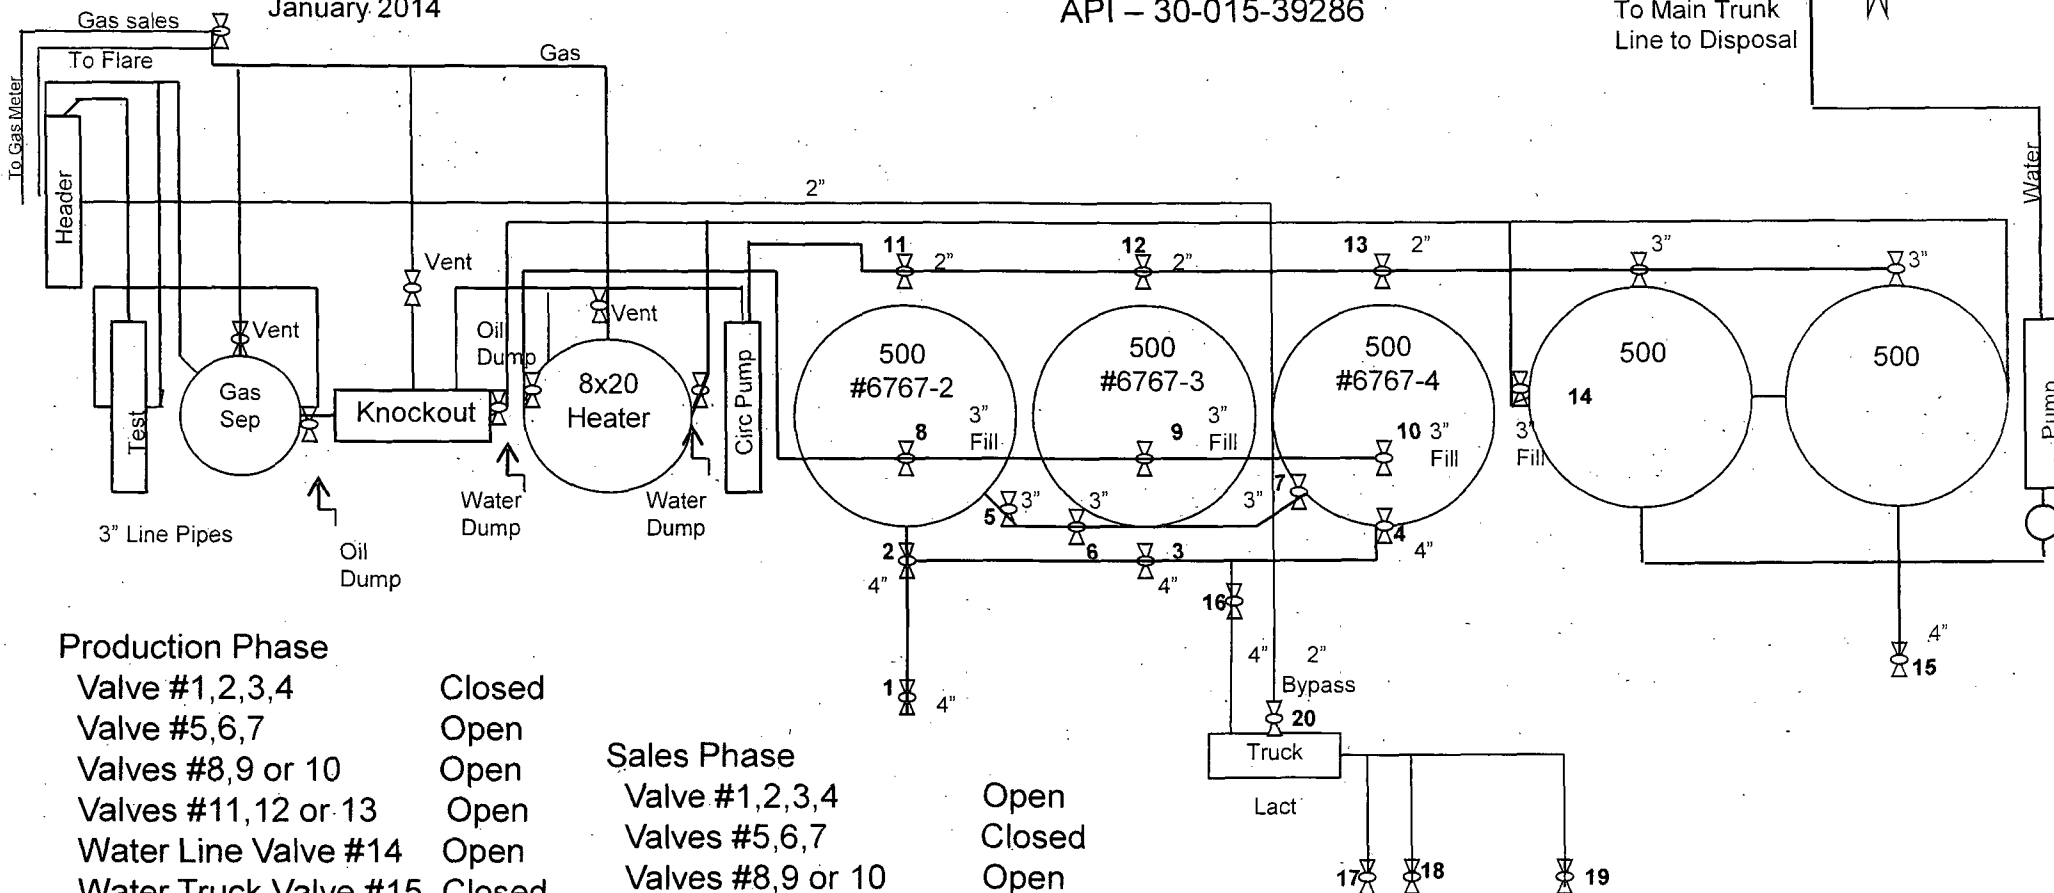 January 2014
API – 30-015-39286
To Main Trunk
Line to Disposal
Gas sales
To Flare
Gas
To Gas Meter
Header
Water
2”
Vent
11
2”
12
2”
13
2”
3”
3”
Vent
Vent
Oil
Dump
Gas
Sep
Knockout
8x20
Heater
Circ Pump
Test
500
#6767-2
500
#6767-3
500
#6767-4
500
500
14
Pump
8
3”
Fill
9
3”
Fill
10
3”
Fill
3”
Fill
5
3”
6
3”
3”
7
3” Line Pipes
Oil
Dump
Water
Dump
Water
Dump
2
4”
3
4”
4
4”
16
4”
2”
Bypass
20
1
4”
4”
15
Truck
Lact
17
18
19
Production Phase
Valve #1,2,3,4 Closed
Valve #5,6,7 Open
Valves #8,9 or 10 Open
Valves #11,12 or 13 Open
Water Line Valve #14 Open
Water Truck Valve #15 Closed
Sales Phase
Valve #1,2,3,4 Open
Valves #5,6,7 Closed
Valves #8,9 or 10 Open